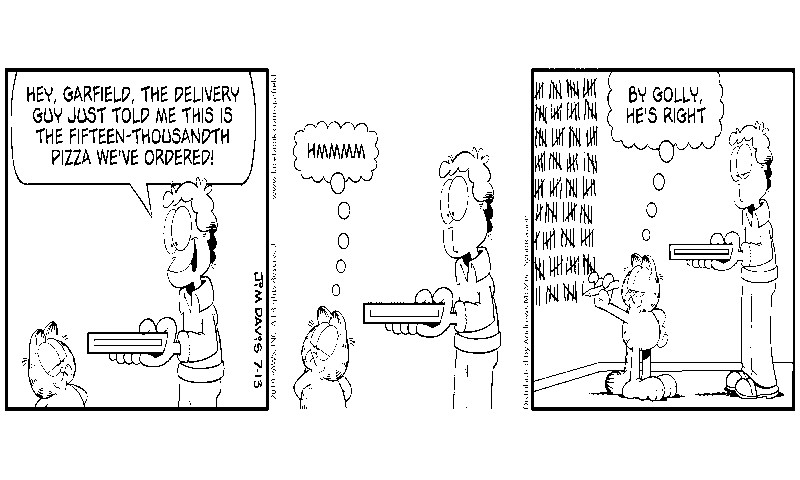 HEY, GARFIELD, THE DELIVERY
GUY JUST TOLD ME THIS IS
THE FIFTEEN-THOUSANDTH
PIZZA WE'VE ORDERED!
JIM DAVIS 7-13
HMMMM
BY GOLLY,
HE'S RIGHT